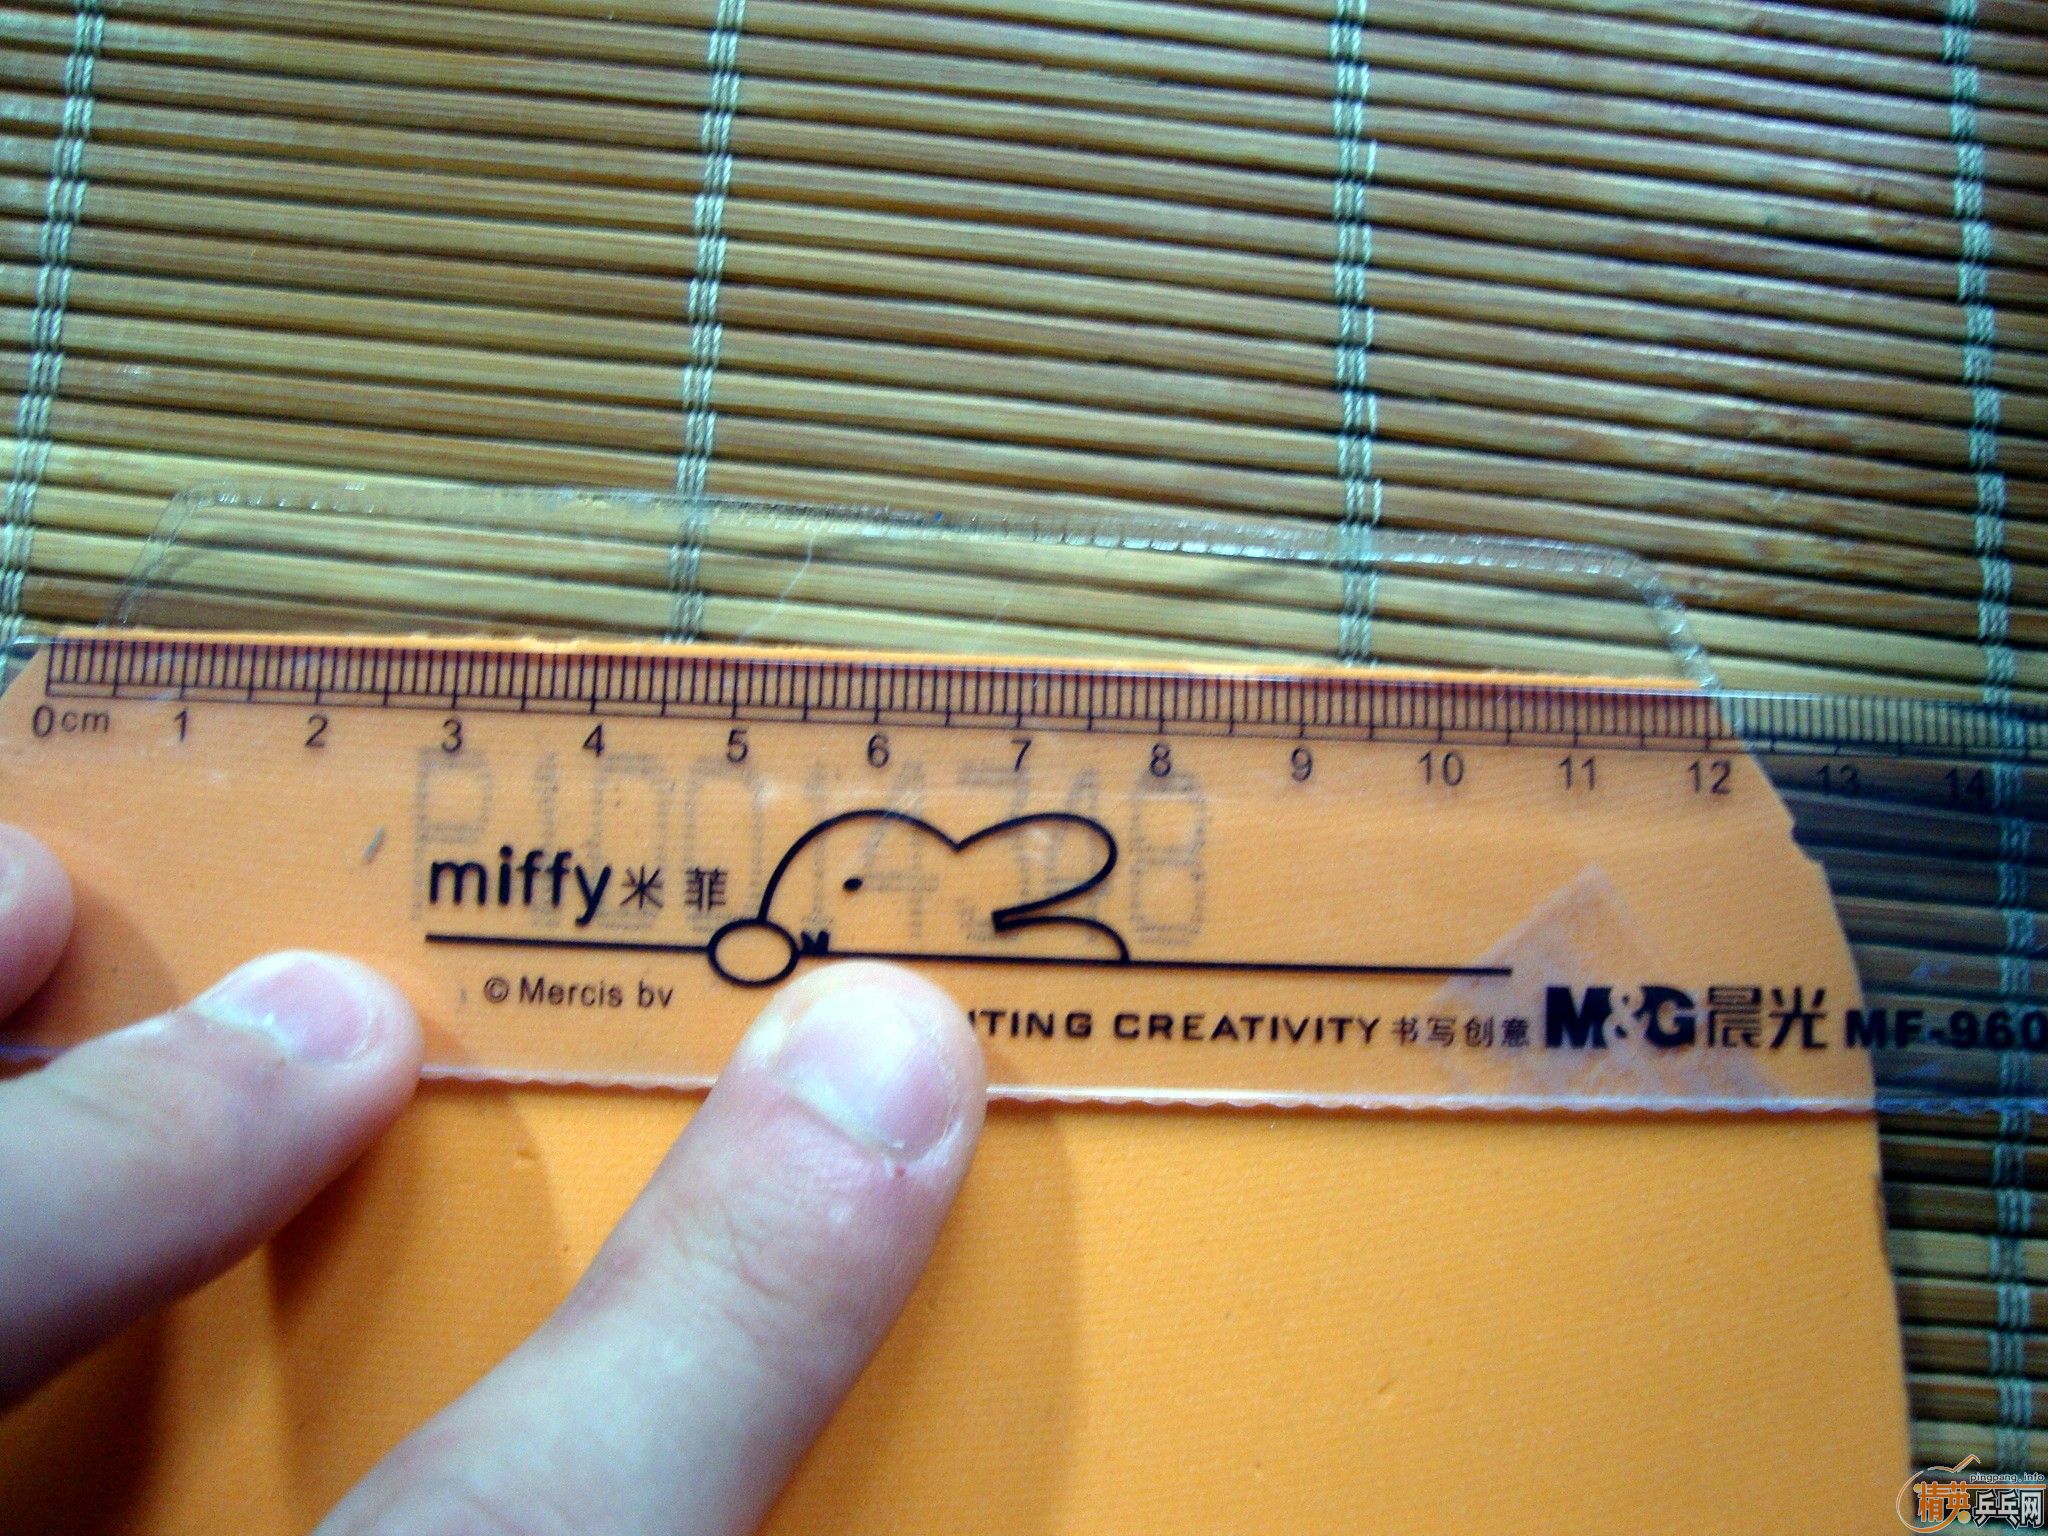 0cm 1 2 3 4 5 6 7 8 9 10 11 12 13 14
miffy米菲
© Mercis bv
ITING CREATIVITY 书写创意 M&G晨光 MF-960
pingpang.info
精英乒乓网